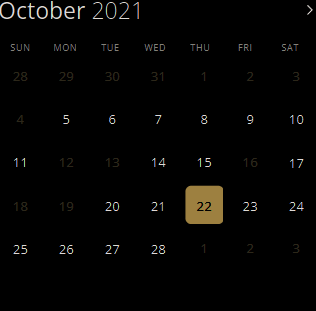 October 2021
SUN MON TUE WED THU FRI SAT
28 29 30 31 1 2 3
4 5 6 7 8 9 10
11 12 13 14 15 16 17
18 19 20 21 22 23 24
25 26 27 28 1 2 3